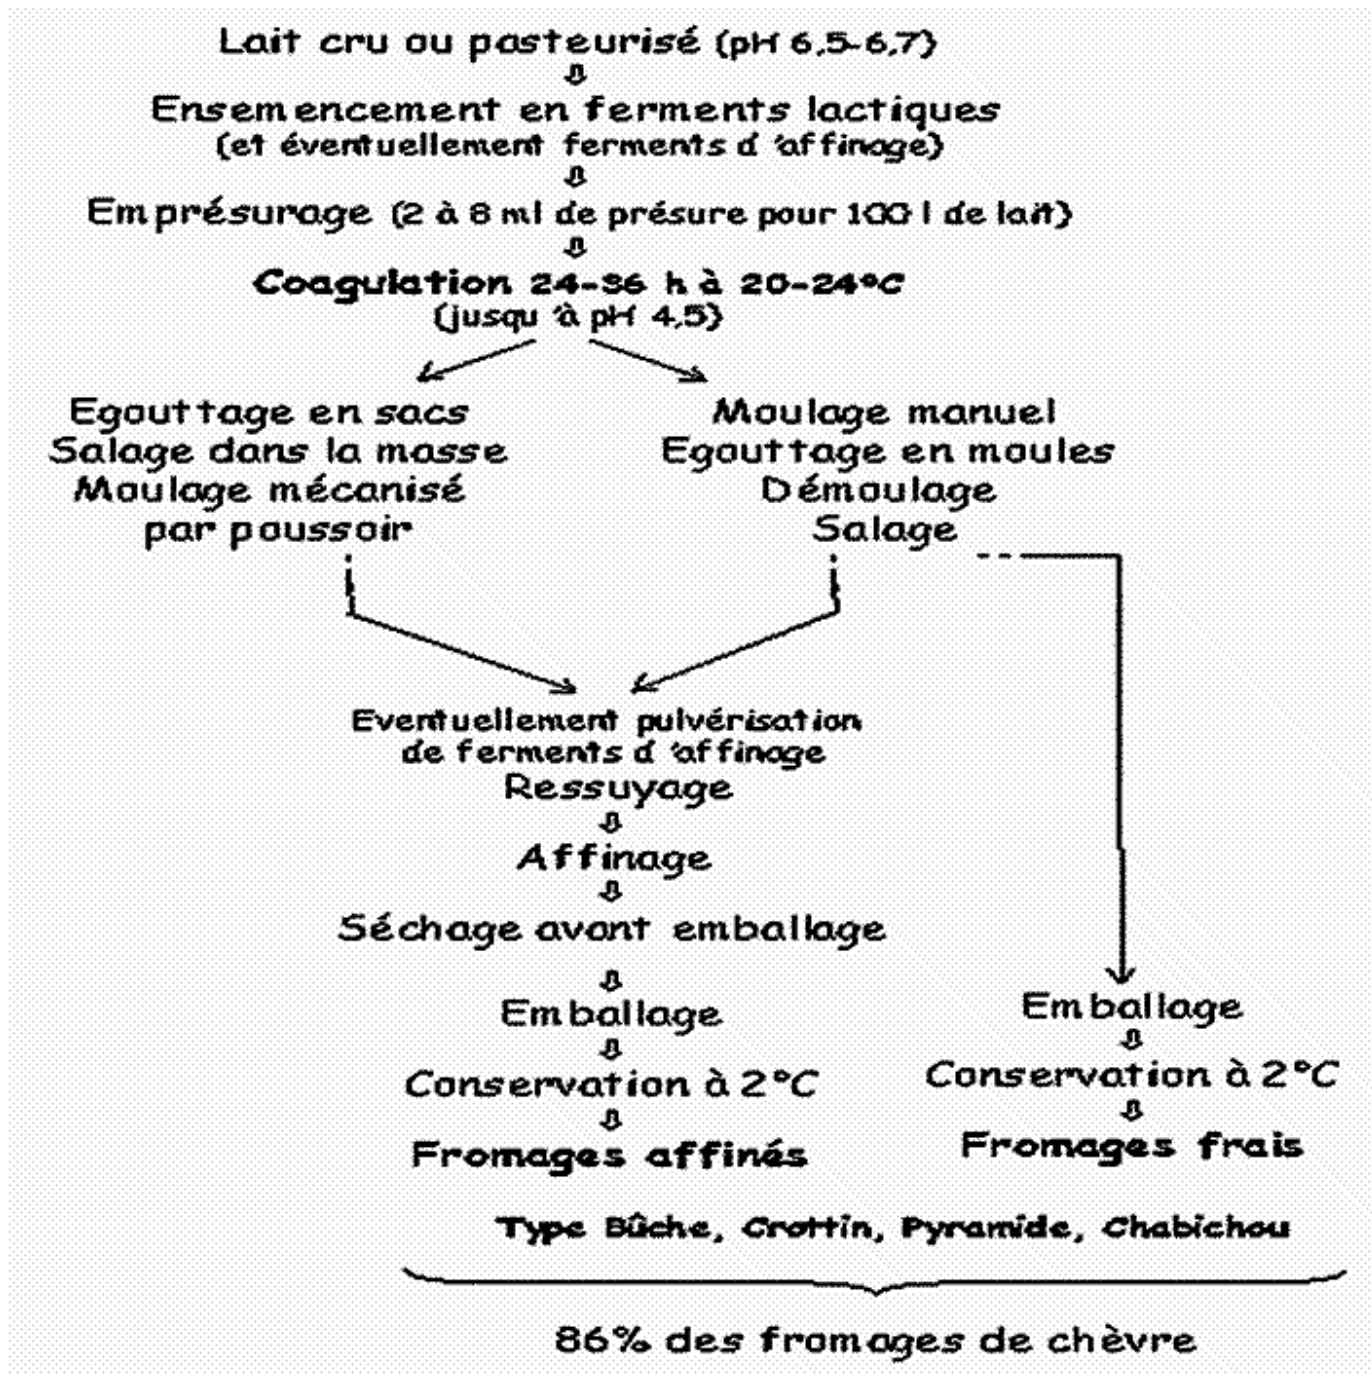 Lait cru ou pasteurisé (pH 6,5-6,7)
Ensemencement en ferments lactiques
(et éventuellement ferments d'affinage)
Emprésurage (2 à 8 ml de présure pour 100 l de lait)
Coagulation 24-36 h à 20-24°C
(jusqu'à pH 4,5)
Egouttage en sacs
Salage dans la masse
Moulage mécanisé
par poussoir
Moulage manuel
Egouttage en moules
Démoulage
Salage
Eventuellement pulvérisation
de ferments d'affinage
Ressuyage
Affinage
Séchage avant emballage
Emballage
Conservation à 2°C
Fromages affinés
Emballage
Conservation à 2°C
Fromages frais
Type Bûche, Crottin, Pyramide, Chabichou
86% des fromages de chèvre